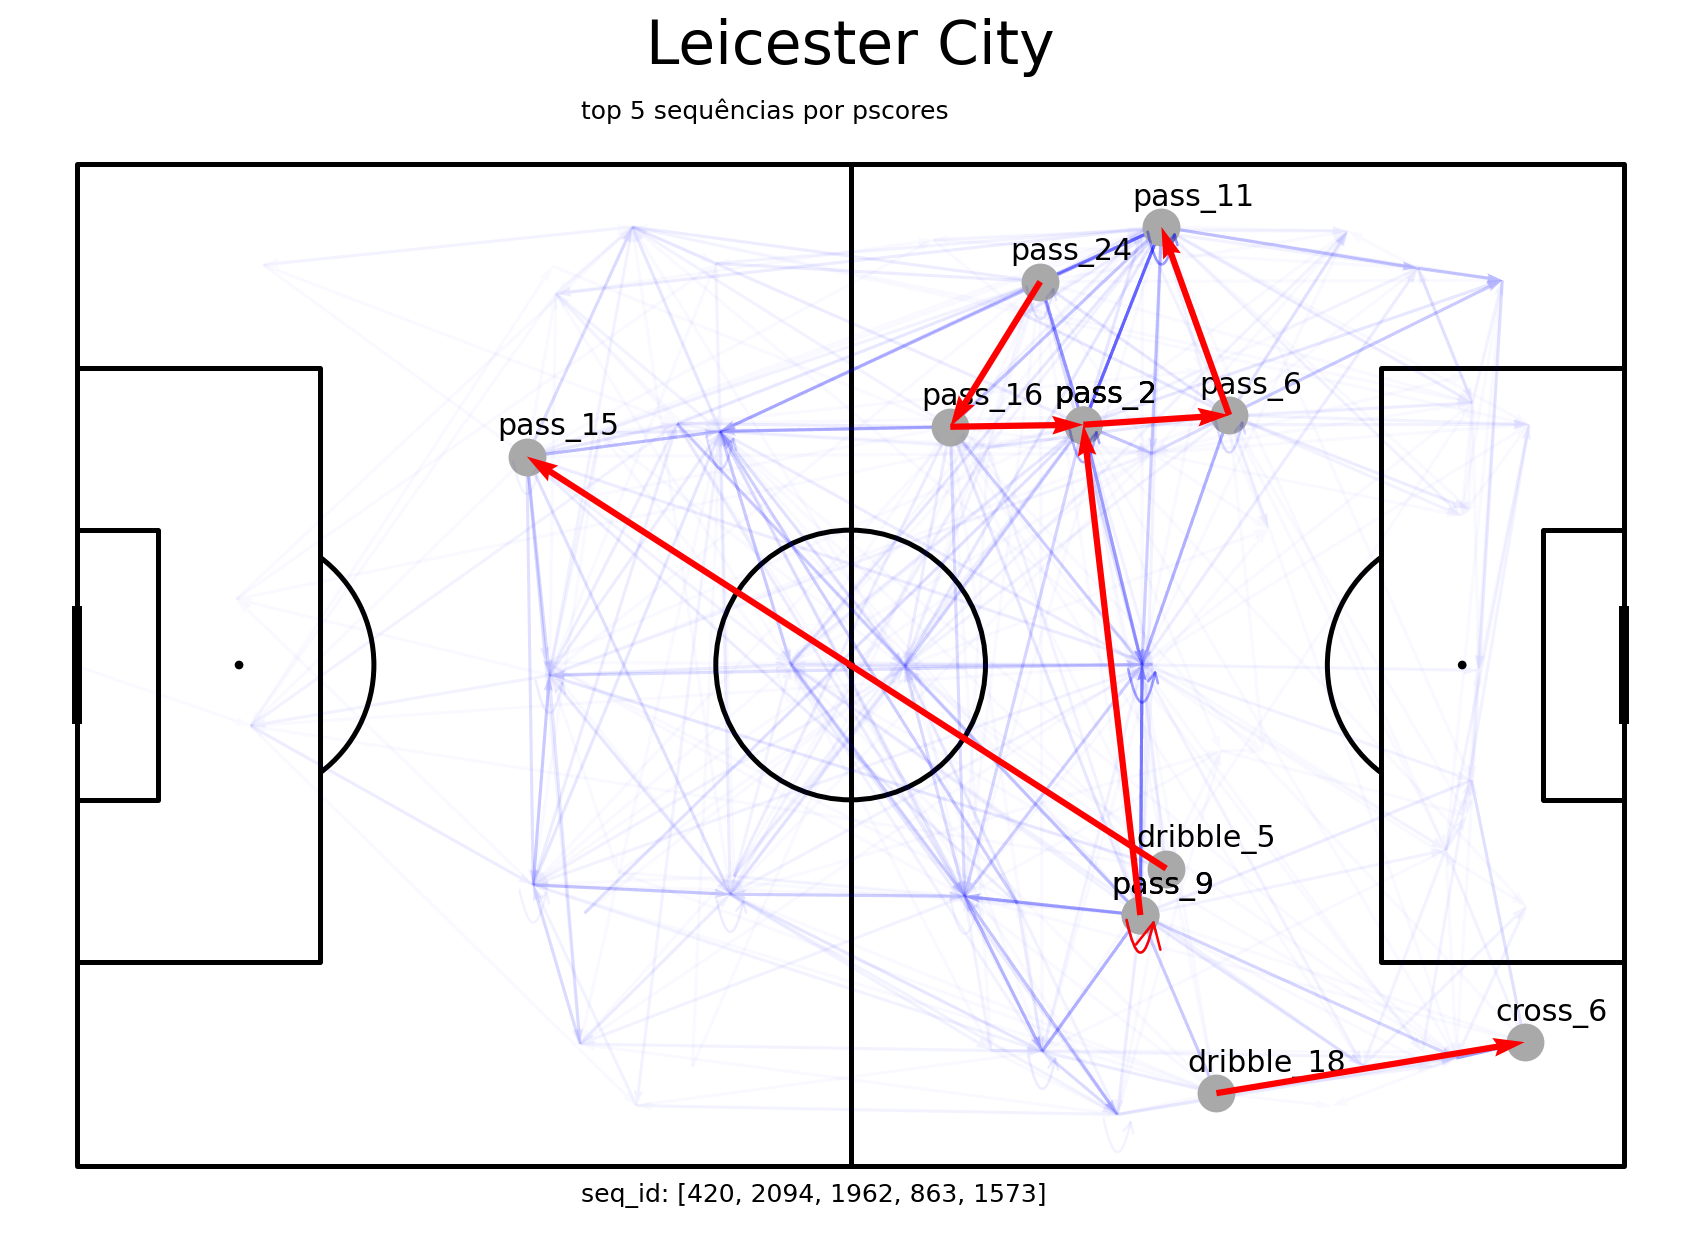 Leicester City
top 5 sequências por pscores
pass_11
pass_24
pass_6
pass_16
pass_2
pass_15
dribble_5
pass_9
cross_6
dribble_18
seq_id: [420, 2094, 1962, 863, 1573]